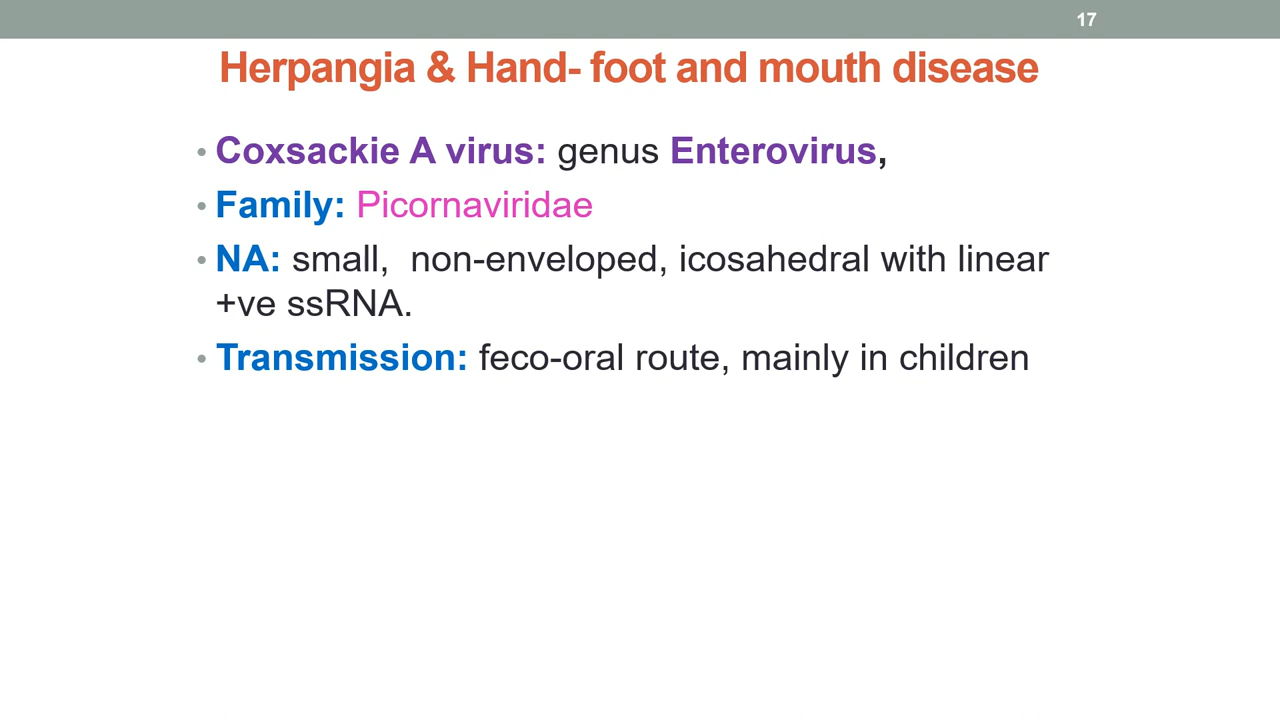 17
Herpangia & Hand- foot and mouth disease
• Coxsackie A virus: genus Enterovirus,
• Family: Picornaviridae
• NA: small,  non-enveloped, icosahedral with linear
+ve ssRNA.
• Transmission: feco-oral route, mainly in children